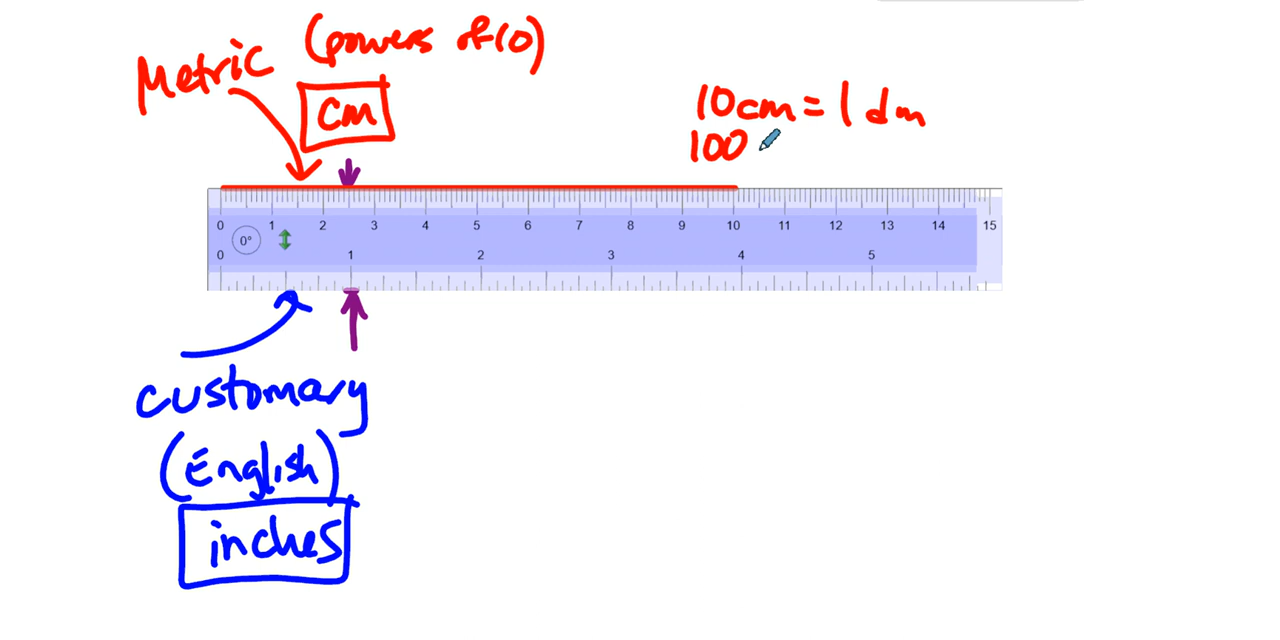 Metric (powers of 10)
cm
10cm = 1 dm
100
0 1 2 3 4 5 6 7 8 9 10 11 12 13 14 15
0°
0 1 2 3 4 5
customary
(English)
inches